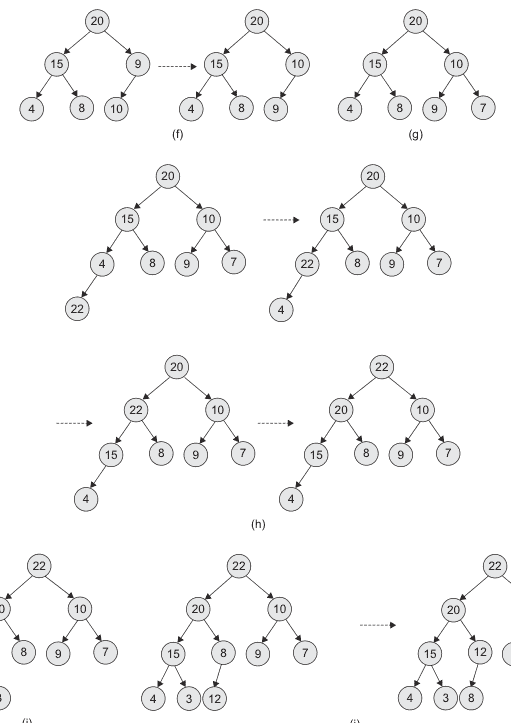 20 20 20
15 9 15 10 15 10
4 8 10 4 8 9 4 8 9 7
(f) (g)
20 20
15 10 15 10
4 8 9 7 22 8 9 7
22 4
20 22
22 10 20 10
15 8 9 7 15 8 9 7
4 4
(h)
22 22 22
10 20 10 20
8 9 7 15 8 9 7 15 12
4 3 12 4 3 8